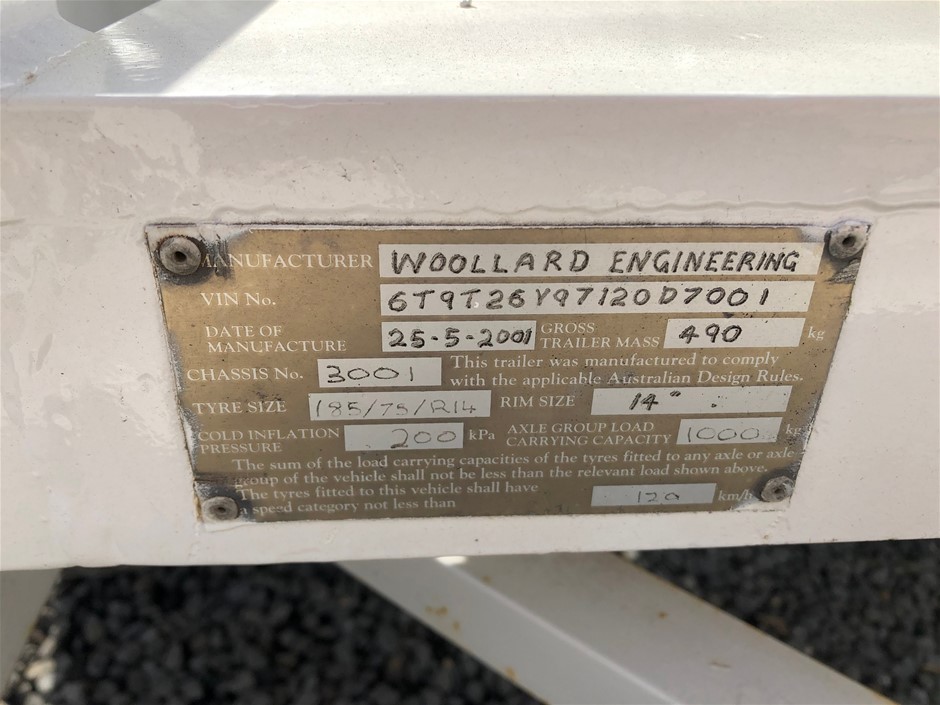 MANUFACTURER WOOLLARD ENGINEERING
VIN No. 6T9T26V97120D7001
DATE OF MANUFACTURE 25-5-2001 GROSS TRAILER MASS 490 kg
CHASSIS No. 3001 This trailer was manufactured to comply
with the applicable Australian Design Rules.
TYRE SIZE 185/75/R14 RIM SIZE 14"
COLD INFLATION PRESSURE 200 kPa AXLE GROUP LOAD CARRYING CAPACITY 1000 kg
The sum of the load carrying capacities of the tyres fitted to any axle or axle
group of the vehicle shall not be less than the relevant load shown above.
The tyres fitted to this vehicle shall have
a speed category not less than 120 km/h